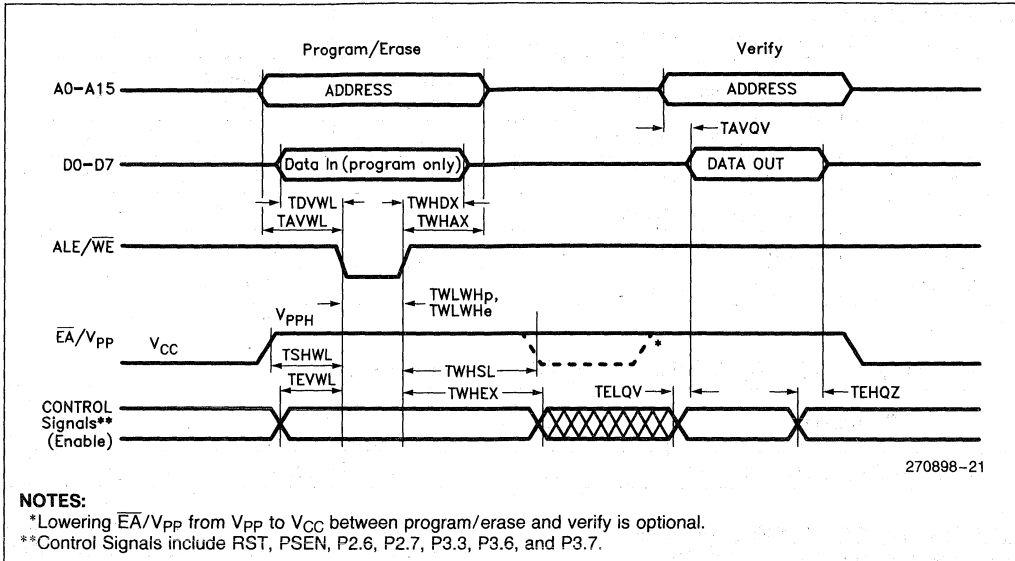 Program/Erase Verify
A0-A15 ADDRESS ADDRESS
TAVQV
D0-D7 Data In (program only) DATA OUT
TDVWL TWHDX
TAVWL TWHAX
ALE/WE
TWLWHp,
TWLWHe
VPPH
EA/VPP VCC *
TSHWL TWHSL
TEVWL TWHEX TELQV TEHQZ
CONTROL
Signals**
(Enable)
270898-21
NOTES:
*Lowering EA/VPP from VPP to VCC between program/erase and verify is optional.
**Control Signals include RST, PSEN, P2.6, P2.7, P3.3, P3.6, and P3.7.